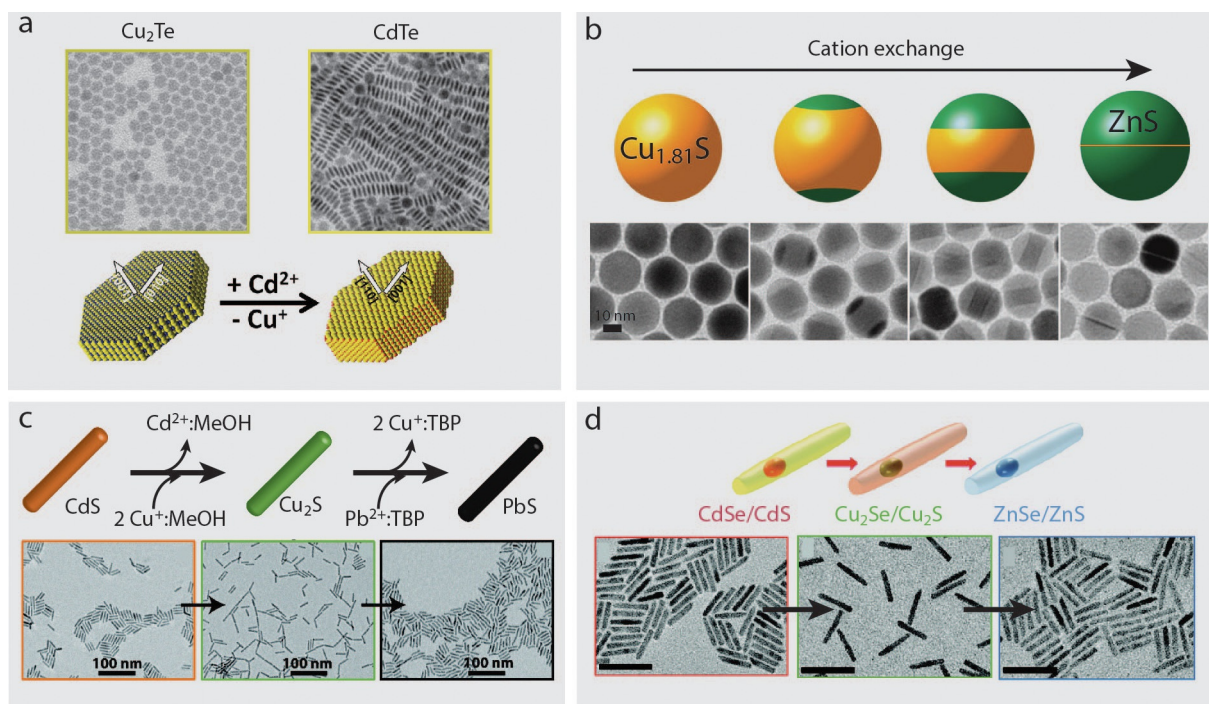 a
Cu₂Te
CdTe
+ Cd²⁺
- Cu⁺
b
Cation exchange
Cu₁.₈₁S
ZnS
10 nm
c
Cd²⁺:MeOH
2 Cu⁺:TBP
CdS
Cu₂S
PbS
2 Cu⁺:MeOH
Pb²⁺:TBP
100 nm
100 nm
100 nm
d
CdSe/CdS
Cu₂Se/Cu₂S
ZnSe/ZnS